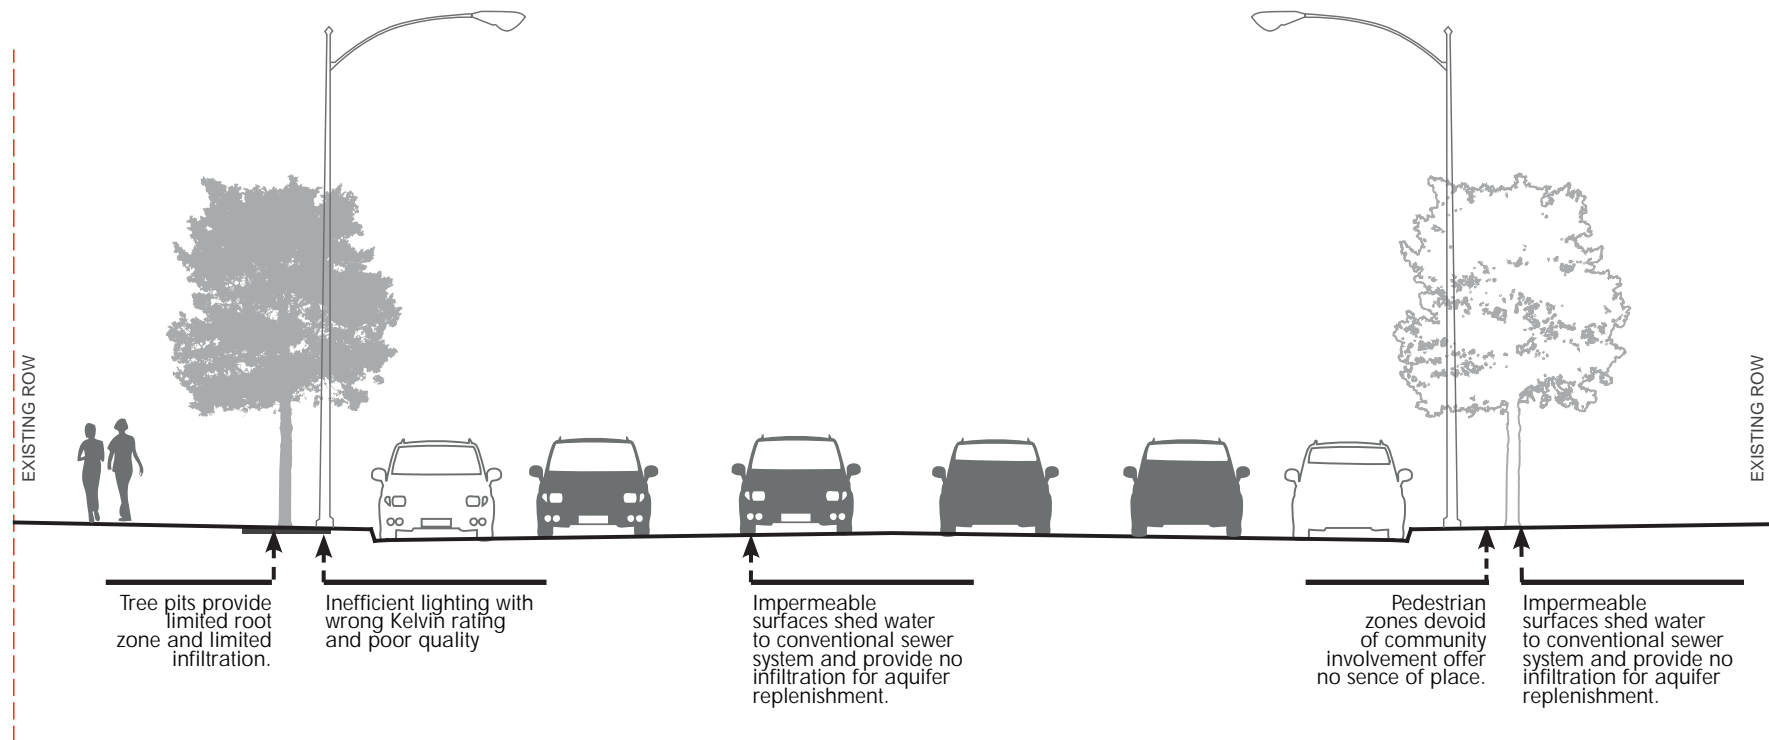 EXISTING ROW
EXISTING ROW
Tree pits provide
limited root
zone and limited
infiltration.
Inefficient lighting with
wrong Kelvin rating
and poor quality
Impermeable
surfaces shed water
to conventional sewer
system and provide no
infiltration for aquifer
replenishment.
Pedestrian
zones devoid
of community
involvement offer
no sence of place.
Impermeable
surfaces shed water
to conventional sewer
system and provide no
infiltration for aquifer
replenishment.